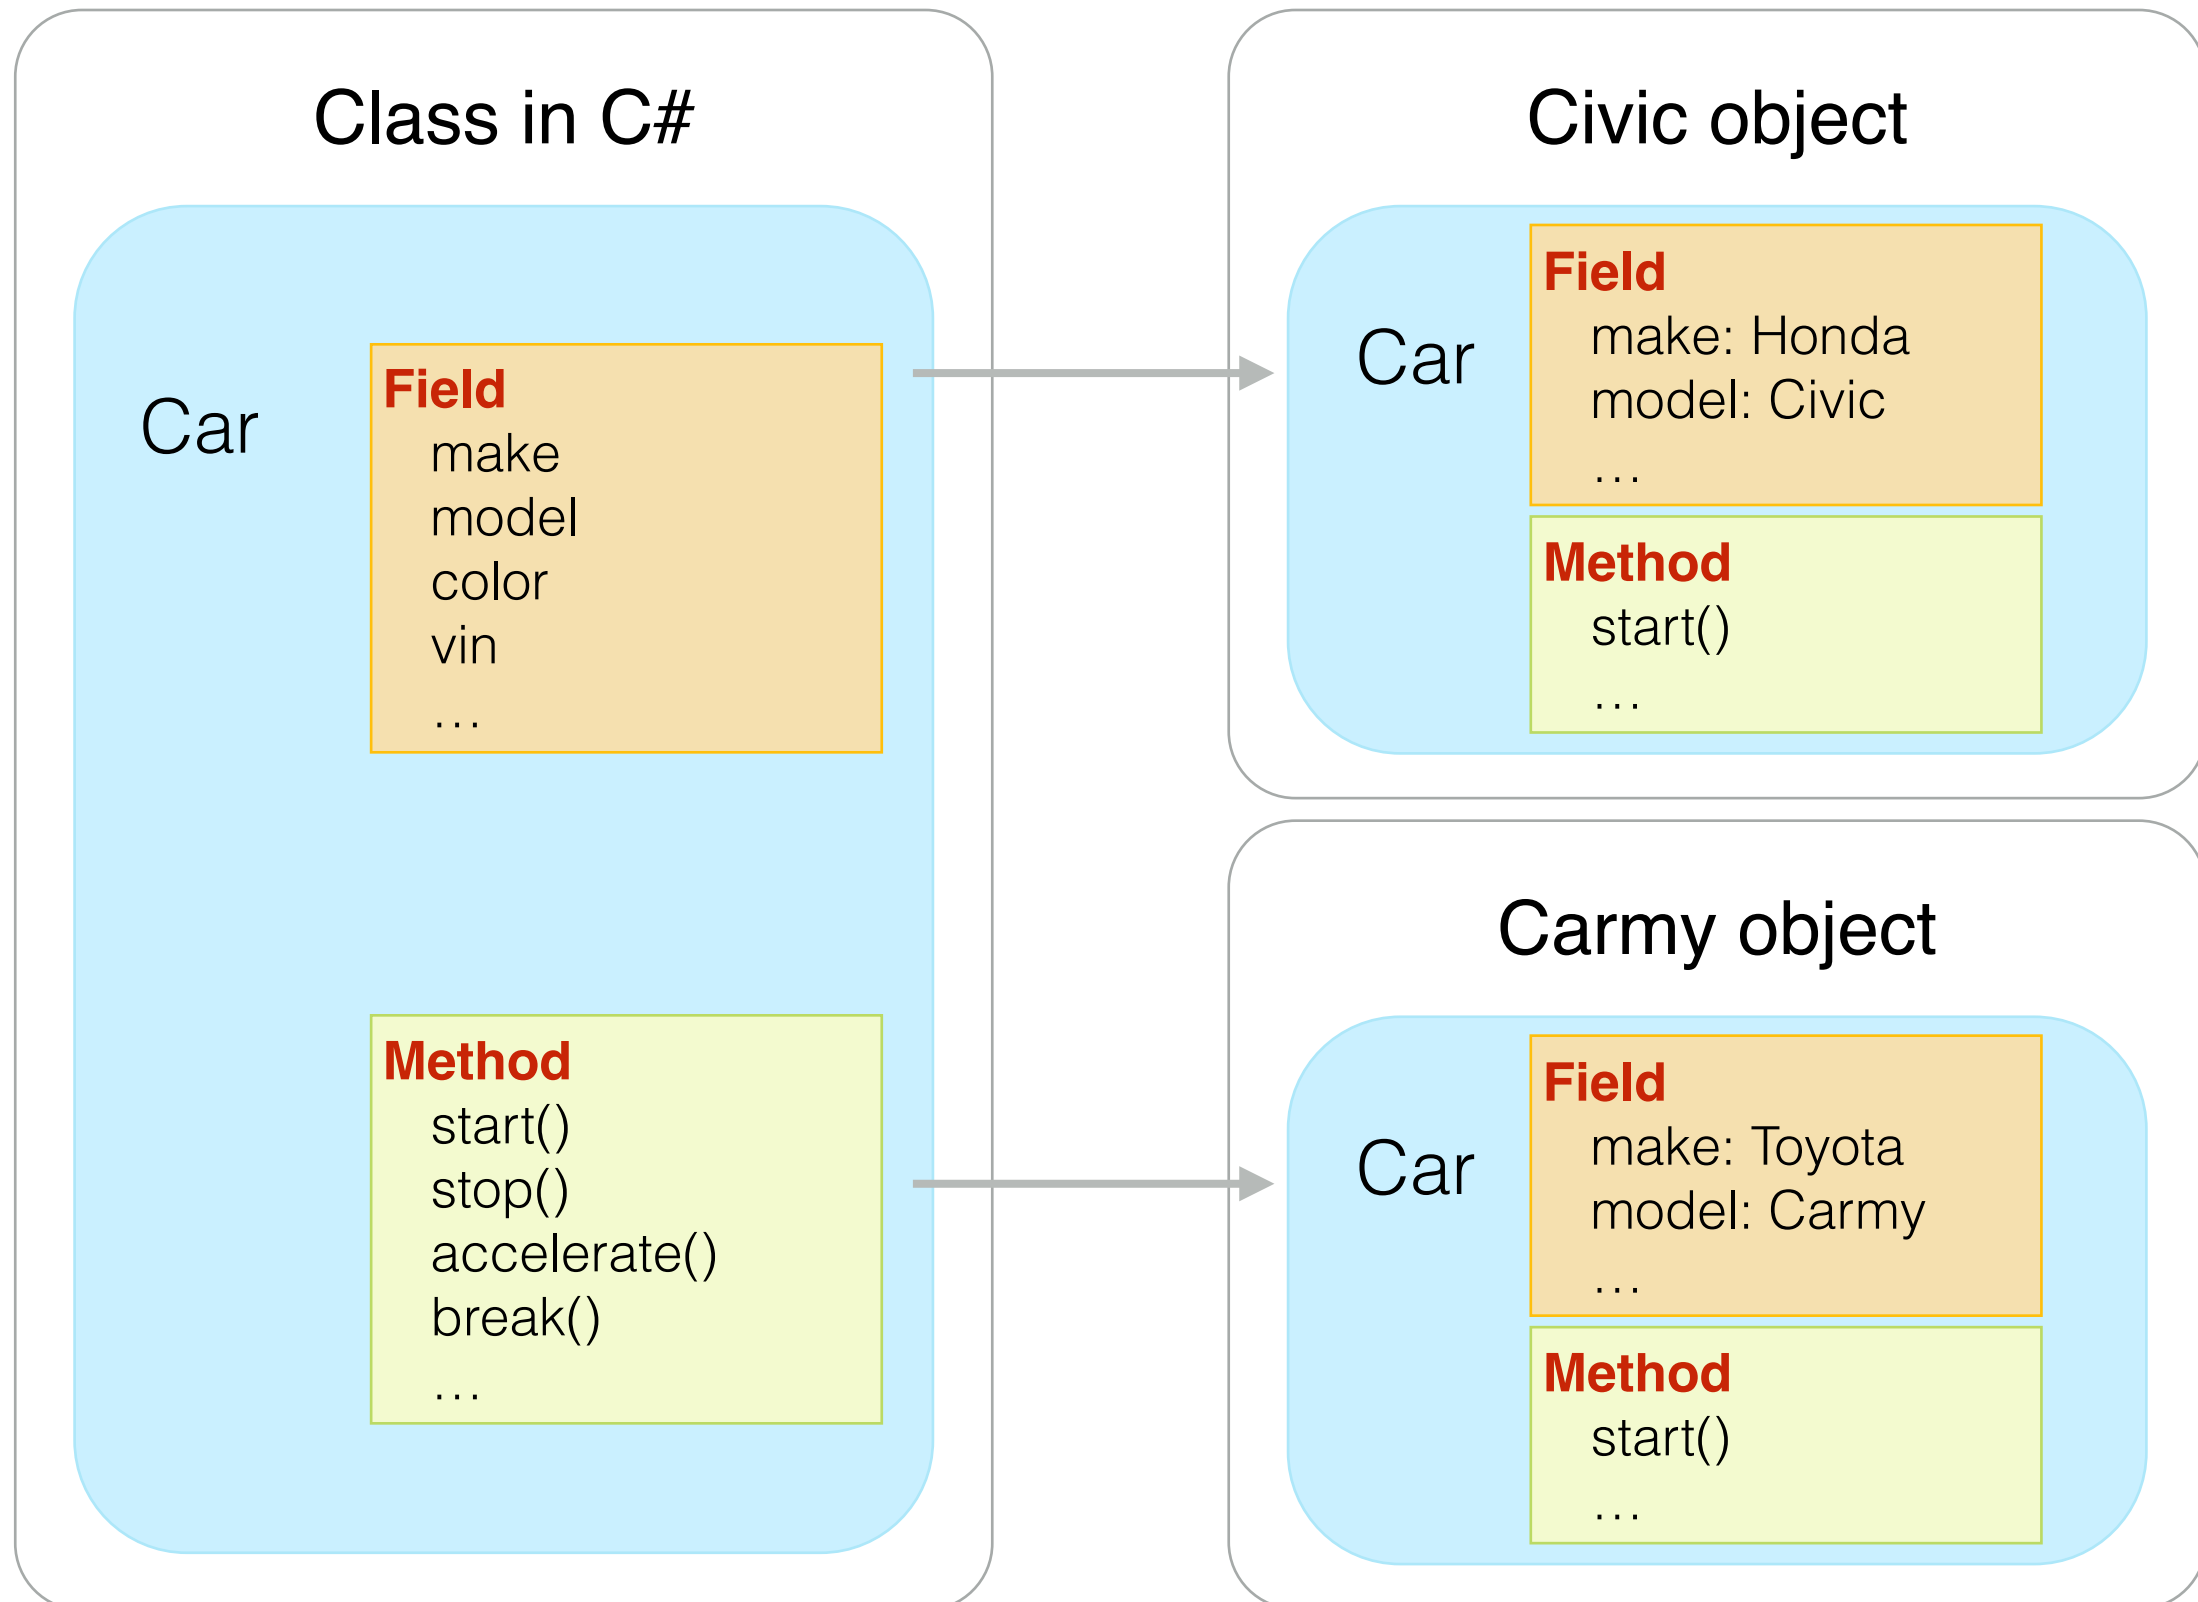 Class in C#
Car
Field
make
model
color
vin
...
Method
start()
stop()
accelerate()
break()
...
Civic object
Car
Field
make: Honda
model: Civic
...
Method
start()
...
Carmy object
Car
Field
make: Toyota
model: Carmy
...
Method
start()
...